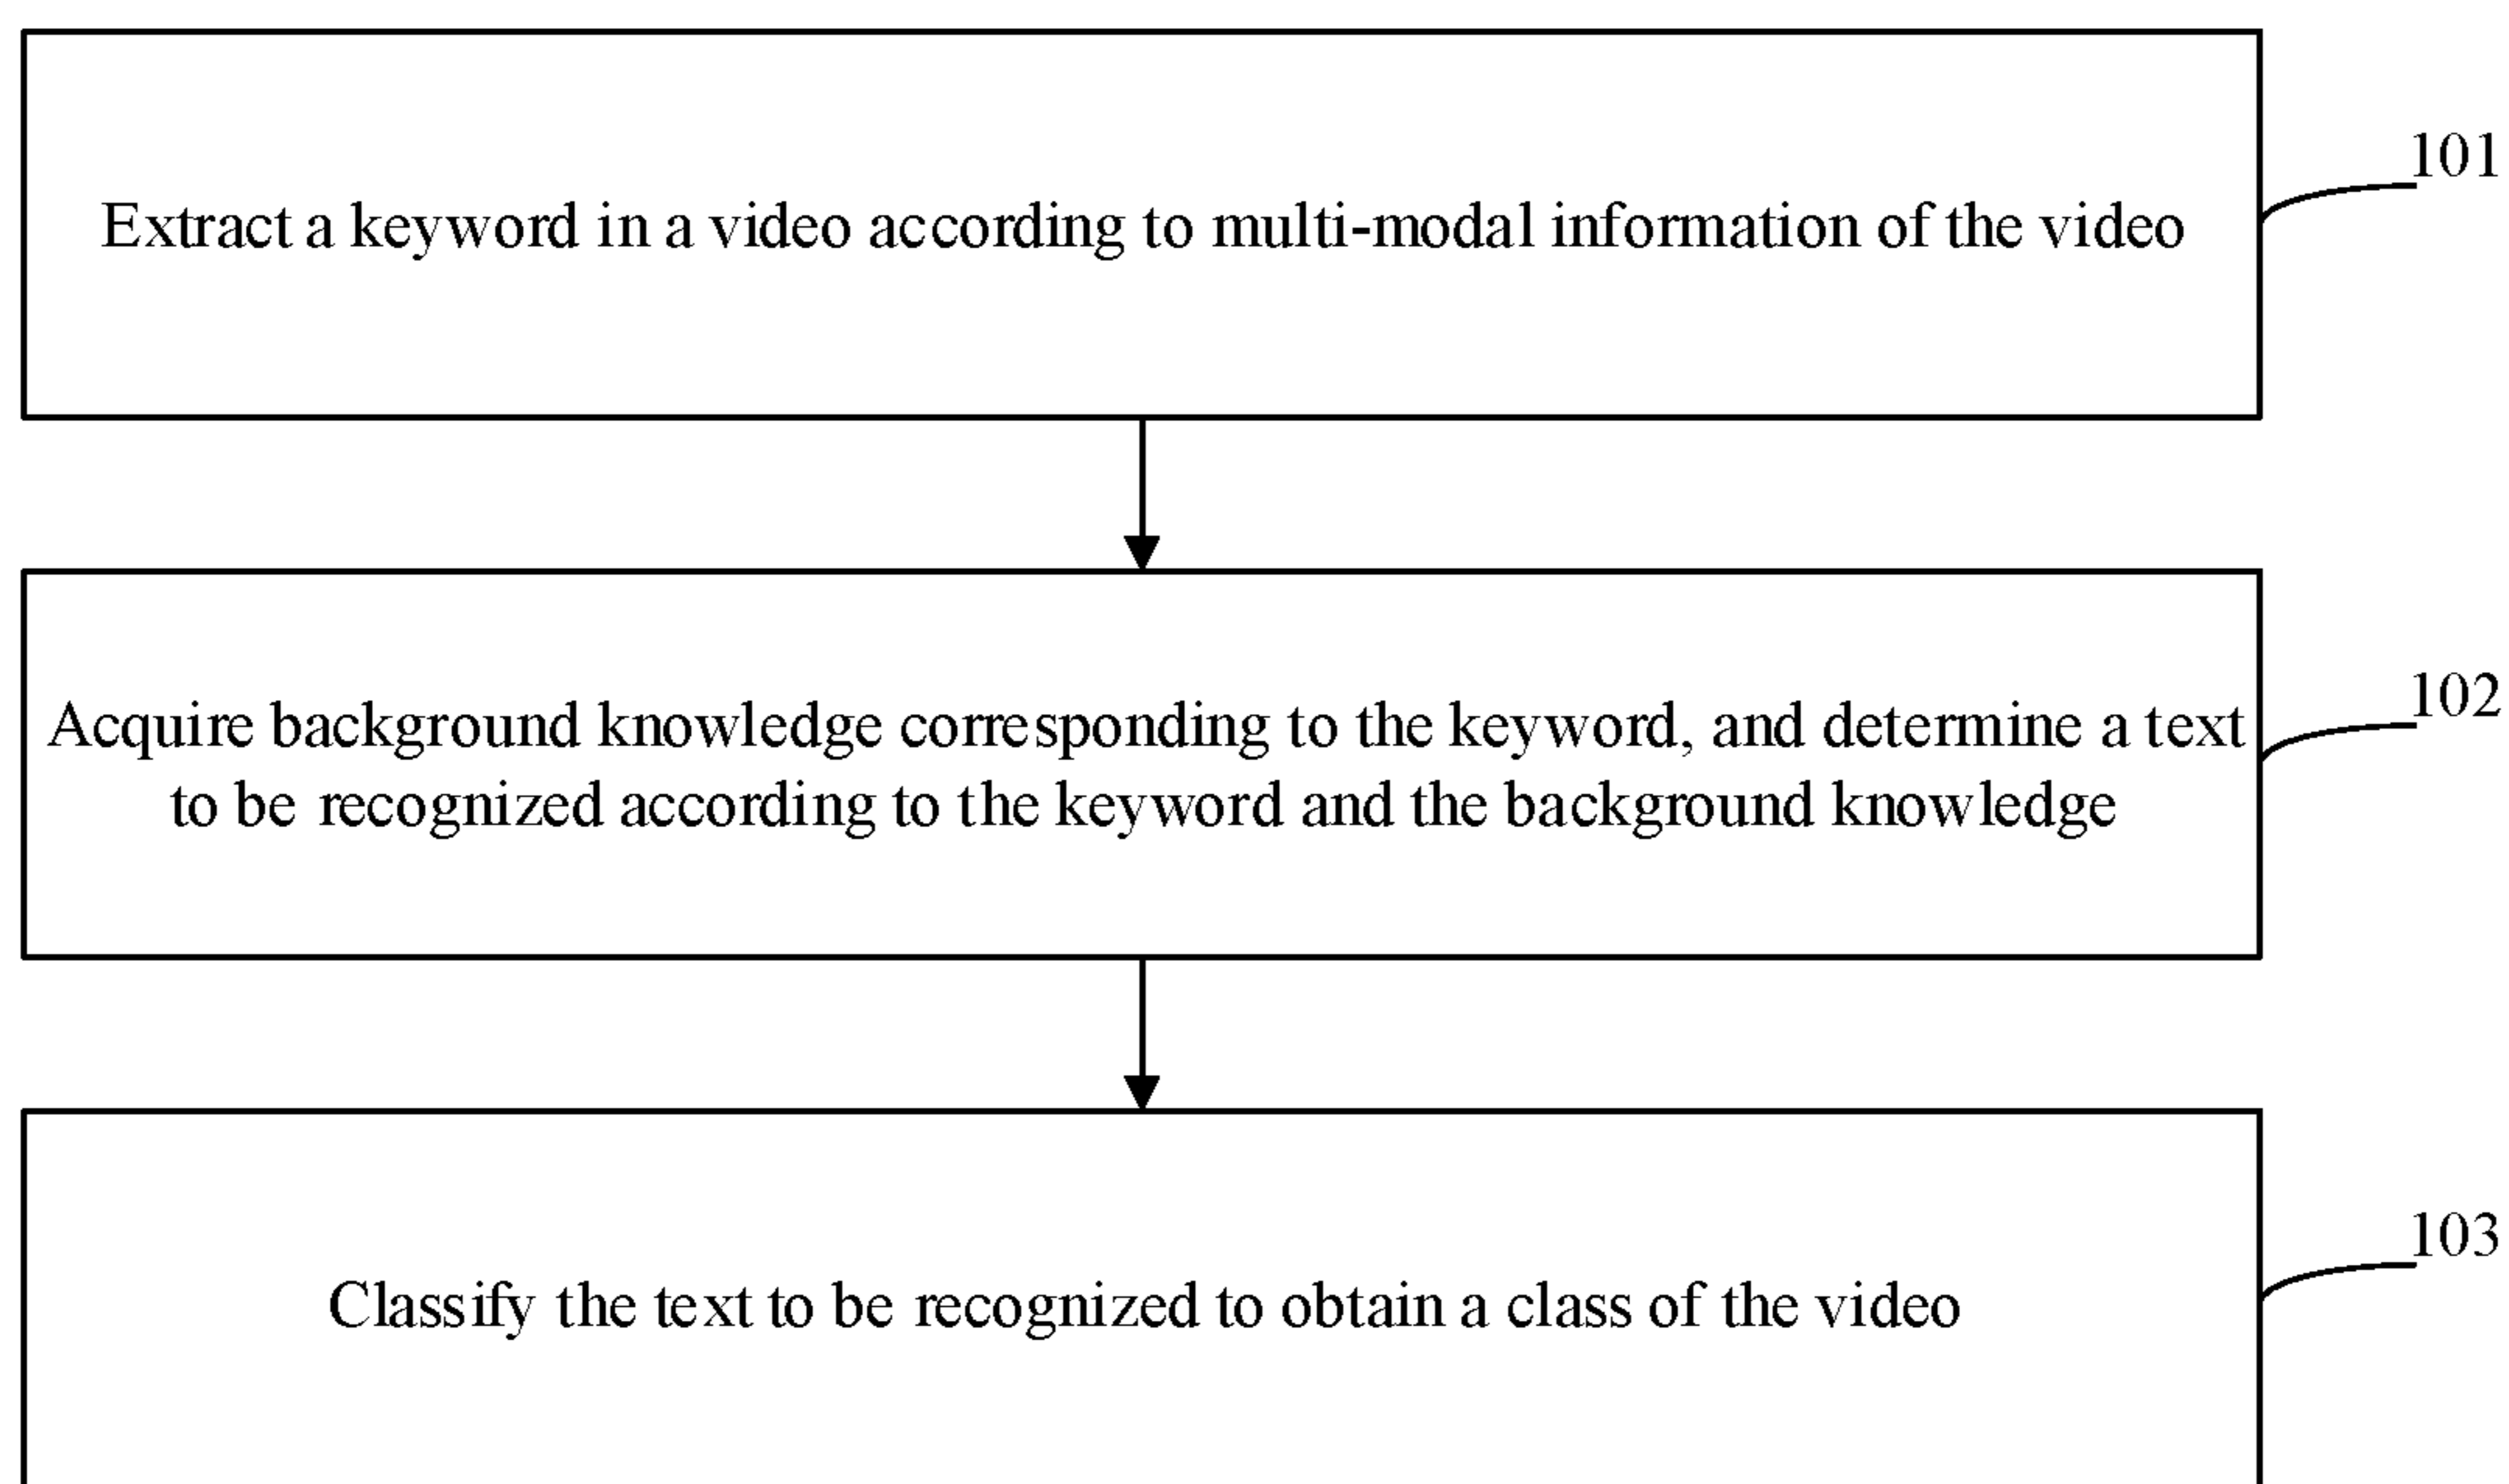 101
Extract a keyword in a video according to multi-modal information of the video
102
Acquire background knowledge corresponding to the keyword, and determine a text
to be recognized according to the keyword and the background knowledge
103
Classify the text to be recognized to obtain a class of the video